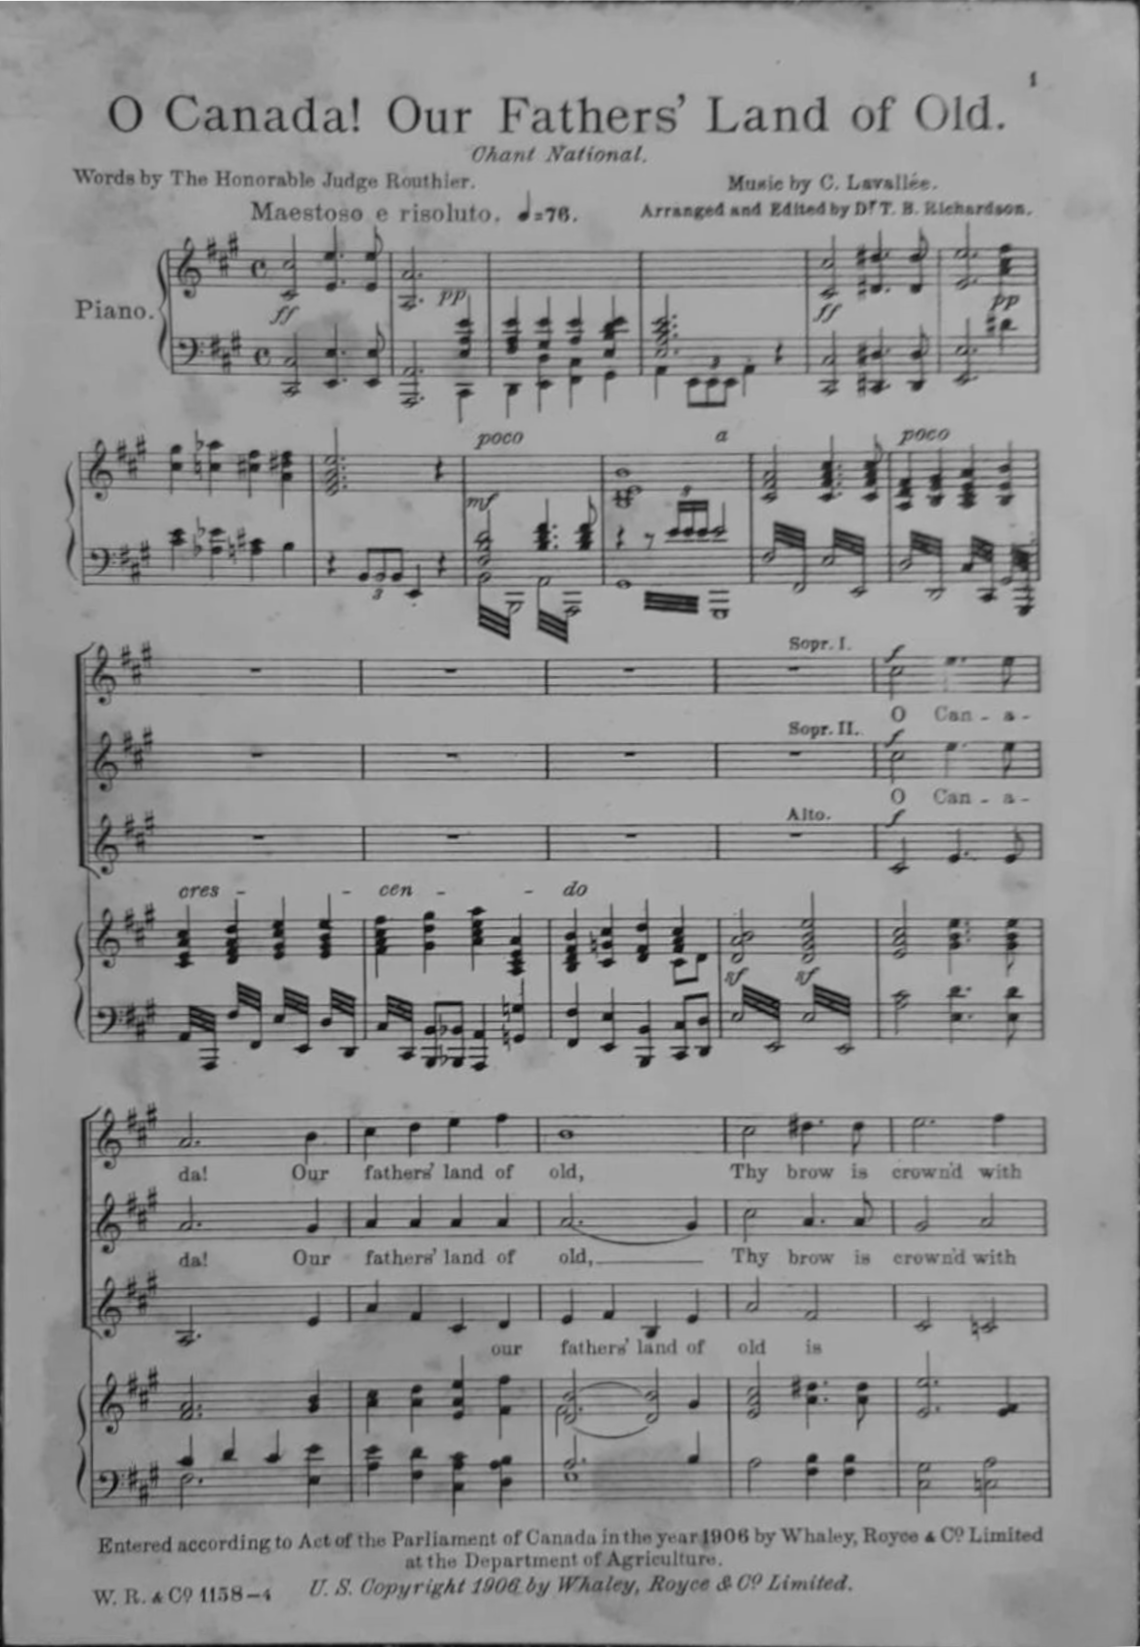 1
O Canada! Our Fathers' Land of Old.
Chant National.
Words by The Honorable Judge Routhier.
Music by C. Lavallée.
Maestoso e risoluto. ♩=76.
Arranged and Edited by Dr T. B. Richardson.
Piano.
ff pp ff pp
3
poco a poco
mf
3
3
Sopr. I.
f
O Can - a -
Sopr. II.
f
O Can - a -
Alto.
f
cres - - cen - - do
sf sf
da! Our fathers' land of old, Thy brow is crown'd with
da! Our fathers' land of old, Thy brow is crown'd with
our fathers' land of old is
Entered according to Act of the Parliament of Canada in the year 1906 by Whaley, Royce & Co. Limited
at the Department of Agriculture.
W. R. & Co. 1158-4 U. S. Copyright 1906 by Whaley, Royce & Co. Limited.